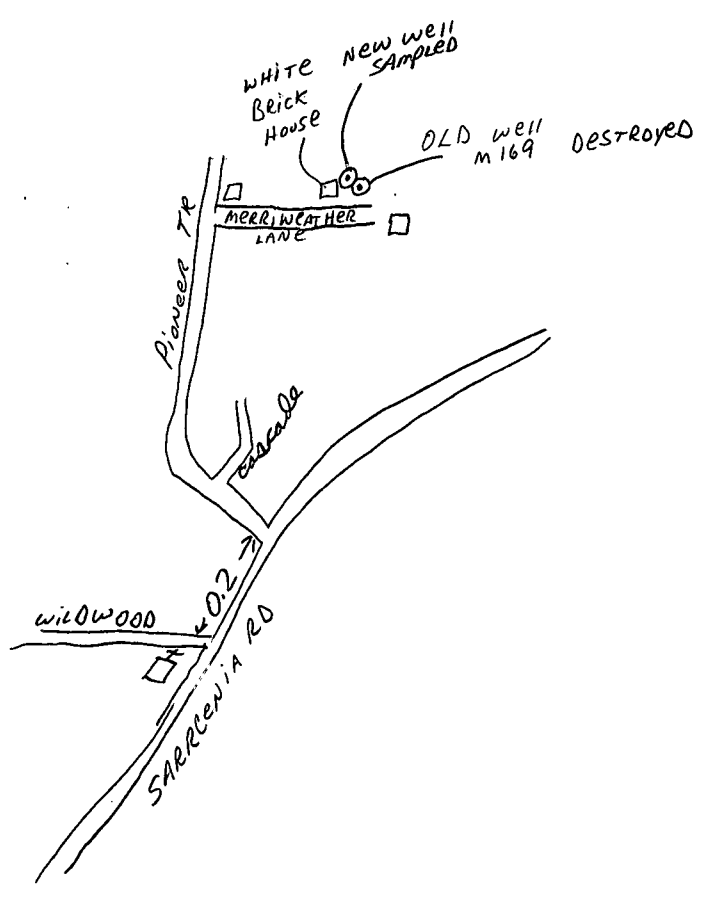 WHITE
BRICK
HOUSE
NEW WELL
SAMPLED
OLD WELL
M169 DESTROYED
PIONEER TR
MERRIWEATHER
LANE
Cascade
0.2
WILDWOOD
SARRCENIA RD